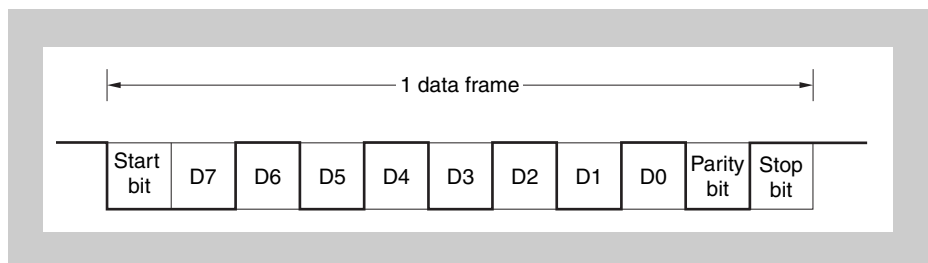 1 data frame
Start
bit
D7
D6
D5
D4
D3
D2
D1
D0
Parity
bit
Stop
bit